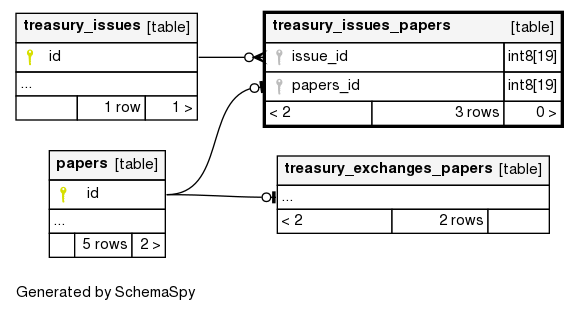 treasury_issues [table]
id
...
1 row 1 >
treasury_issues_papers [table]
issue_id int8[19]
papers_id int8[19]
< 2 3 rows 0 >
papers [table]
id
...
5 rows 2 >
treasury_exchanges_papers [table]
...
< 2 2 rows
Generated by SchemaSpy